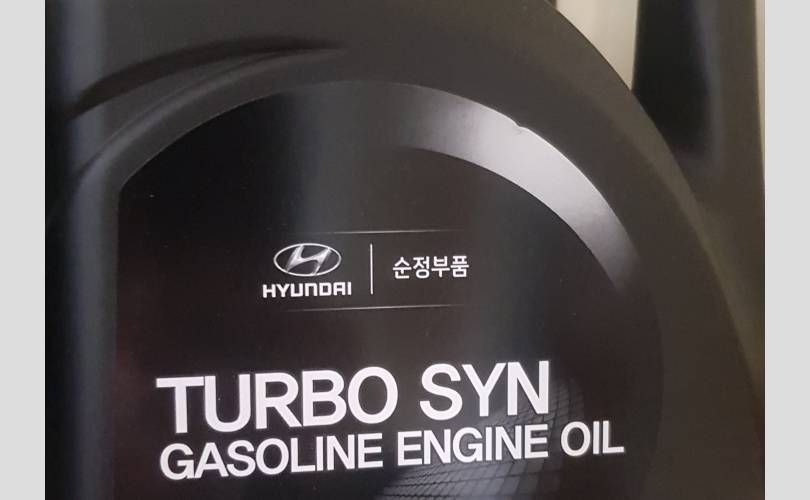 HYUNDAI 순정부품
TURBO SYN
GASOLINE ENGINE OIL